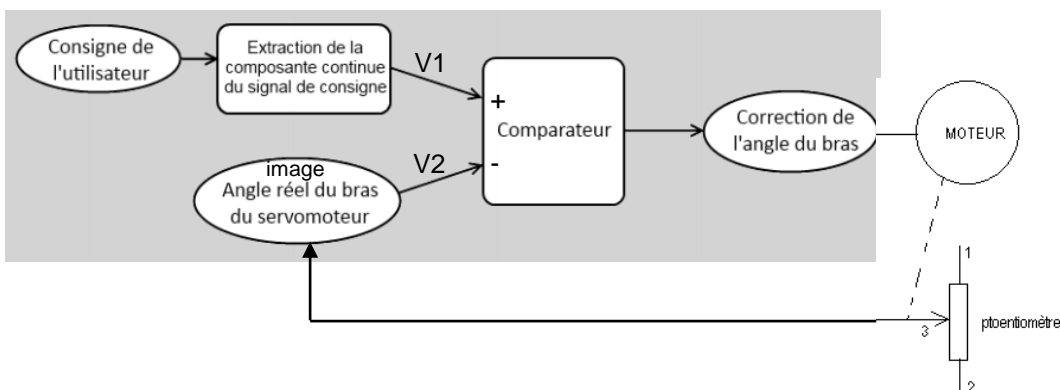 Consigne de
l'utilisateur
Extraction de la
composante continue
du signal de consigne
V1
+
Comparateur
-
V2
image
Angle réel du bras
du servomoteur
Correction de
l'angle du bras
MOTEUR
1
3
ptoentiomètre
2